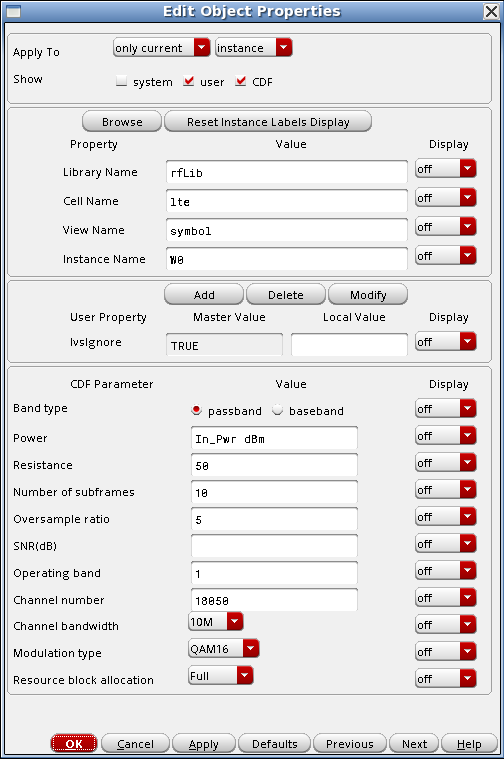 Edit Object Properties
Apply To only current instance
Show system user CDF
Browse Reset Instance Labels Display
Property Value Display
Library Name rfLib off
Cell Name lte off
View Name symbol off
Instance Name W0 off
Add Delete Modify
User Property Master Value Local Value Display
lvsIgnore TRUE off
CDF Parameter Value Display
Band type passband baseband off
Power In_Pwr dBm off
Resistance 50 off
Number of subframes 10 off
Oversample ratio 5 off
SNR(dB) off
Operating band 1 off
Channel number 18050 off
Channel bandwidth 10M off
Modulation type QAM16 off
Resource block allocation Full off
OK Cancel Apply Defaults Previous Next Help